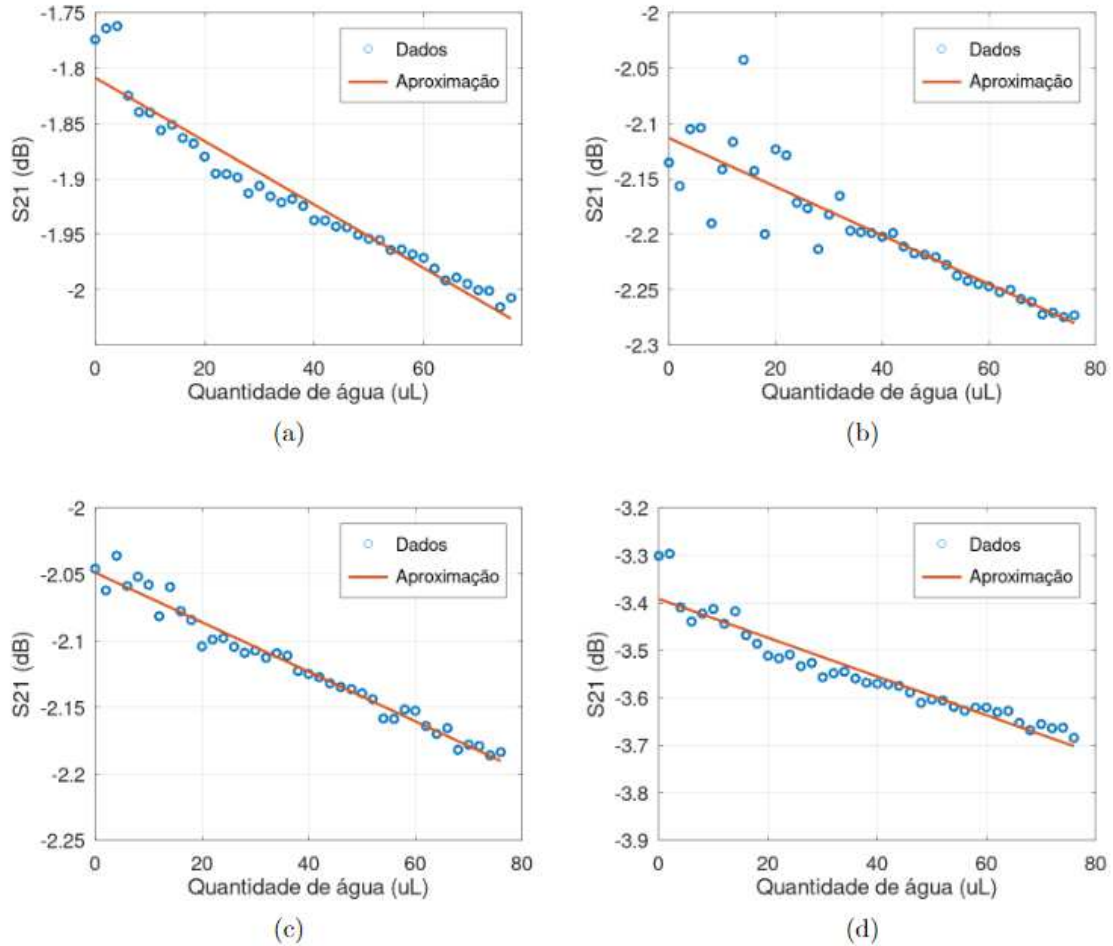 -1.75
-1.8
-1.85
-1.9
-1.95
-2
S21 (dB)
Dados
Aproximação
0 20 40 60
Quantidade de água (uL)
(a)
-2
-2.05
-2.1
-2.15
-2.2
-2.25
-2.3
S21 (dB)
Dados
Aproximação
0 20 40 60 80
Quantidade de água (uL)
(b)
-2
-2.05
-2.1
-2.15
-2.2
-2.25
S21 (dB)
Dados
Aproximação
0 20 40 60 80
Quantidade de água (uL)
(c)
-3.2
-3.3
-3.4
-3.5
-3.6
-3.7
-3.8
-3.9
S21 (dB)
Dados
Aproximação
0 20 40 60 80
Quantidade de água (uL)
(d)